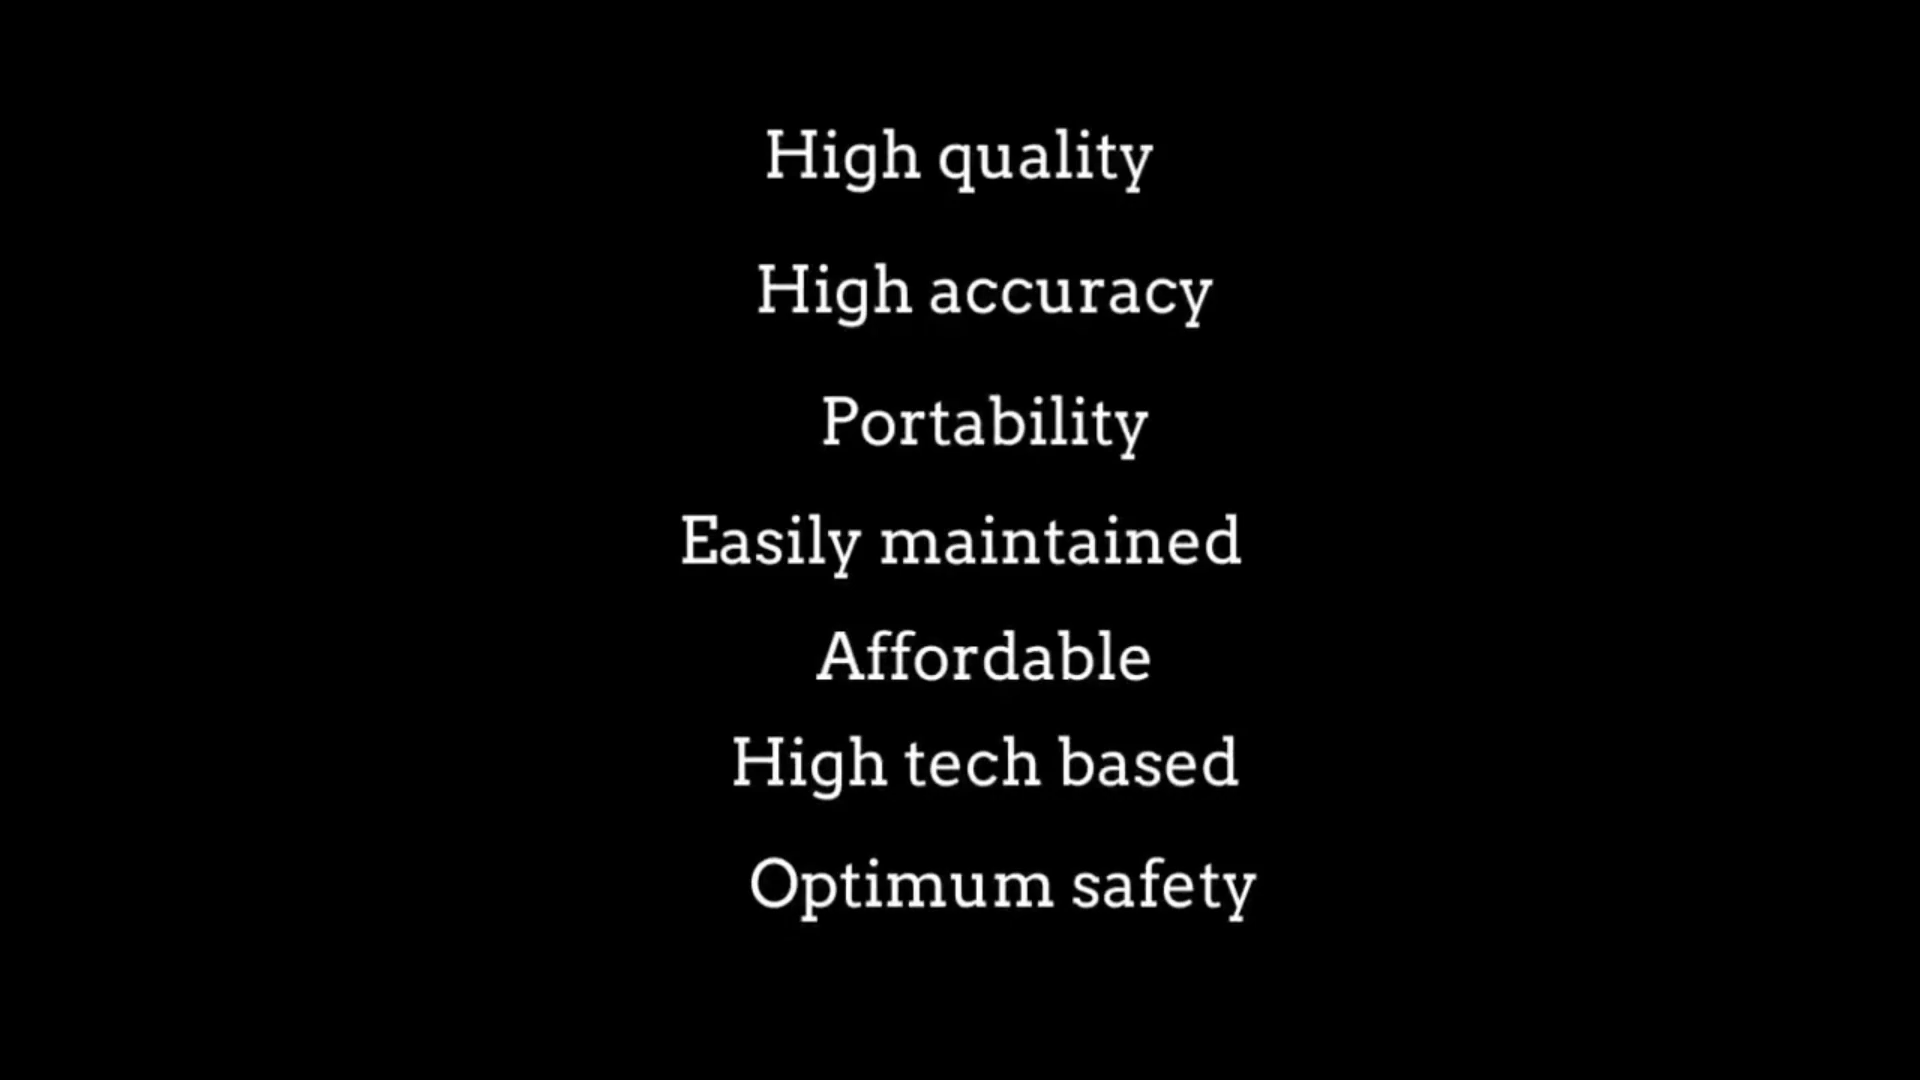 High quality
High accuracy
Portability
Easily maintained
Affordable
High tech based
Optimum safety